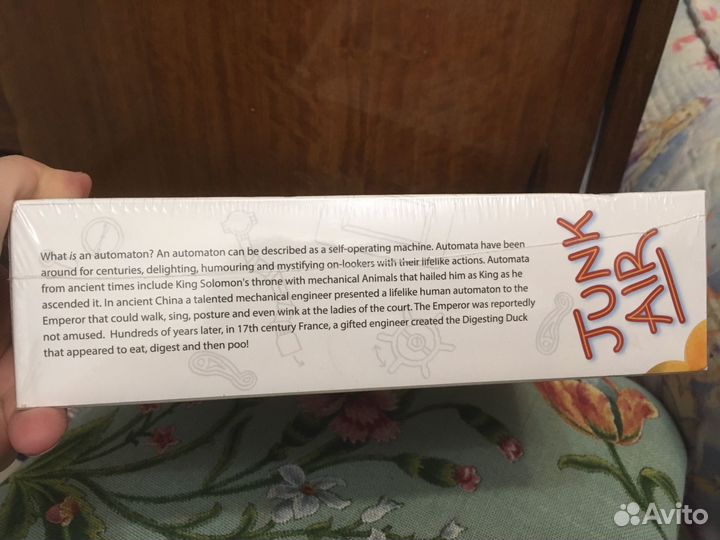 What is an automaton? An automaton can be described as a self-operating machine. Automata have been
around for centuries, delighting, humouring and mystifying on-lookers with their lifelike actions. Automata
from ancient times include King Solomon's throne with mechanical Animals that hailed him as King as he
ascended it. In ancient China a talented mechanical engineer presented a lifelike human automaton to the
Emperor that could walk, sing, posture and even wink at the ladies of the court. The Emperor was reportedly
not amused. Hundreds of years later, in 17th century France, a gifted engineer created the Digesting Duck
that appeared to eat, digest and then poo!
JUNK
AIR
Avito